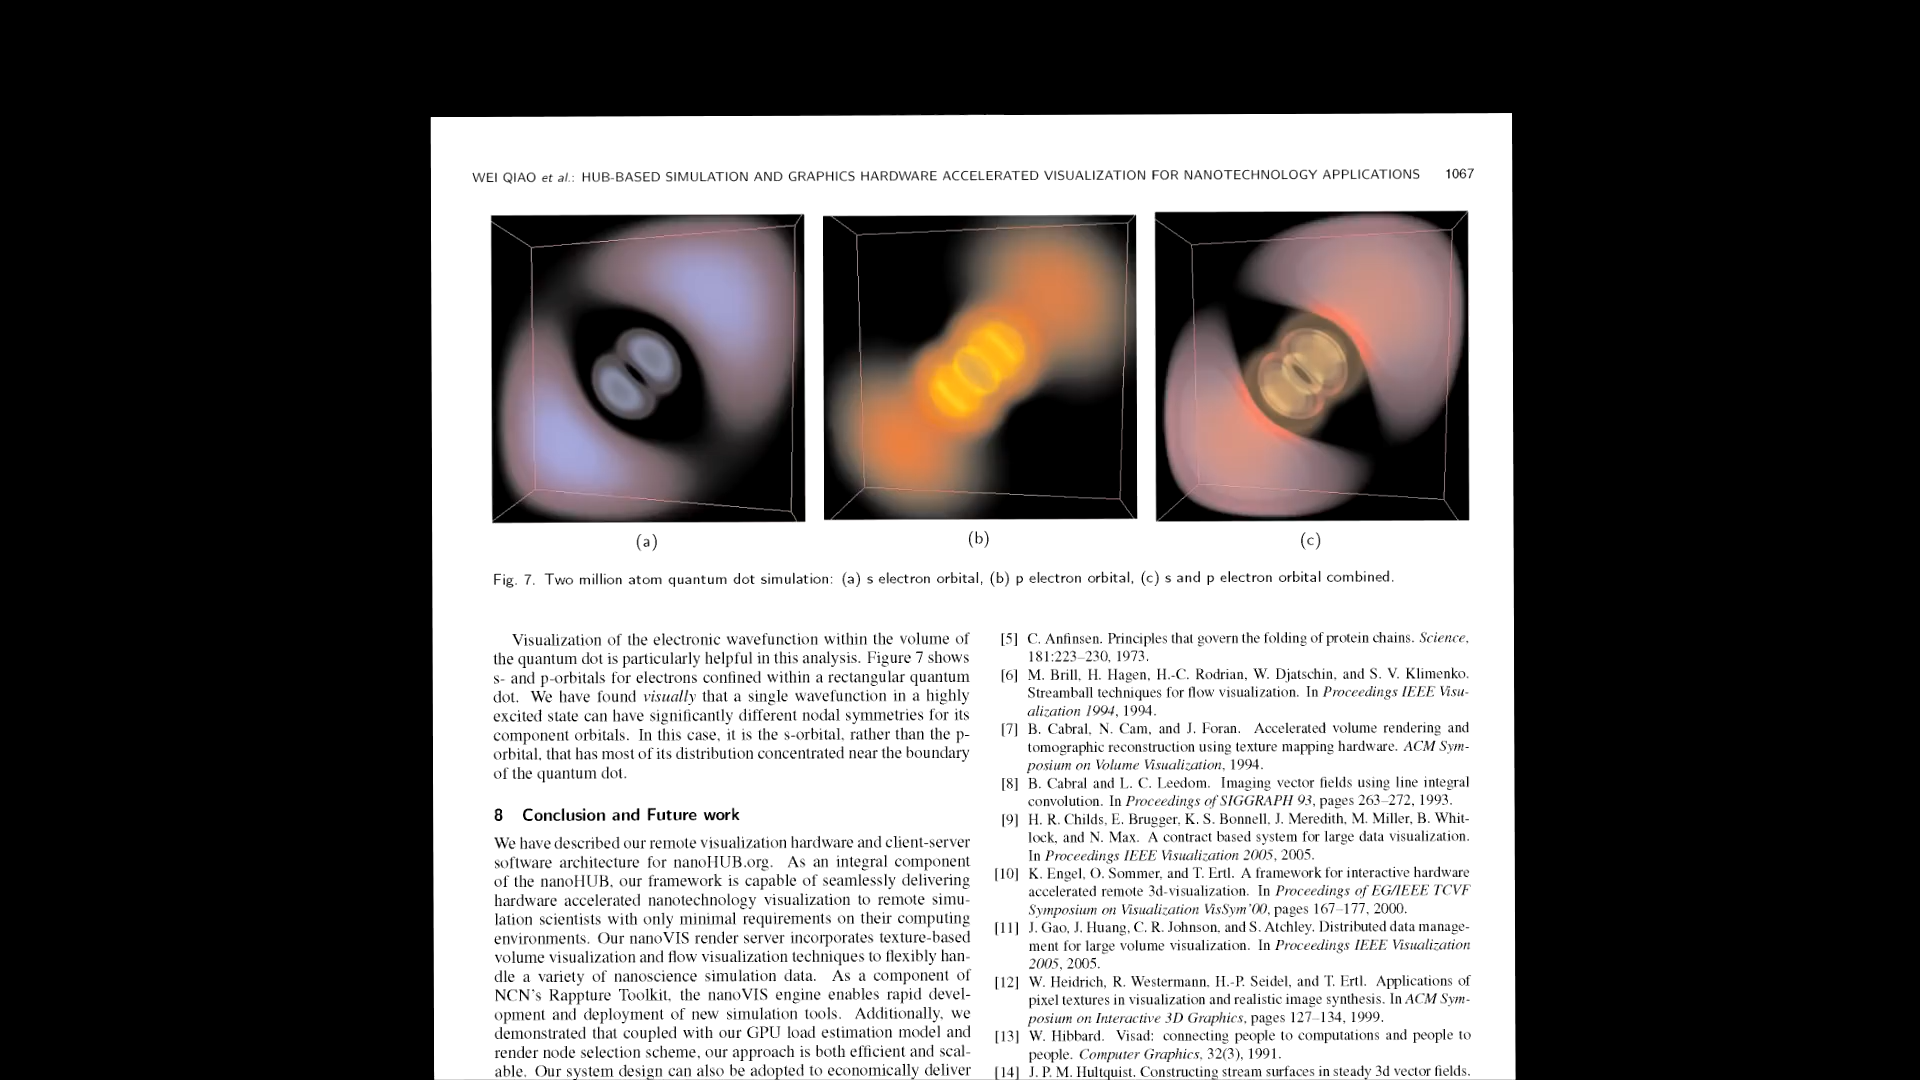 WEI QIAO et al.: HUB-BASED SIMULATION AND GRAPHICS HARDWARE ACCELERATED VISUALIZATION FOR NANOTECHNOLOGY APPLICATIONS 1067
(a)
(b)
(c)
Fig. 7. Two million atom quantum dot simulation: (a) s electron orbital, (b) p electron orbital, (c) s and p electron orbital combined.
Visualization of the electronic wavefunction within the volume of
the quantum dot is particularly helpful in this analysis. Figure 7 shows
s- and p-orbitals for electrons confined within a rectangular quantum
dot. We have found visually that a single wavefunction in a highly
excited state can have significantly different nodal symmetries for its
component orbitals. In this case, it is the s-orbital, rather than the p-
orbital, that has most of its distribution concentrated near the boundary
of the quantum dot.
8 Conclusion and Future work
We have described our remote visualization hardware and client-server
software architecture for nanoHUB.org. As an integral component
of the nanoHUB, our framework is capable of seamlessly delivering
hardware accelerated nanotechnology visualization to remote simu-
lation scientists with only minimal requirements on their computing
environments. Our nanoVIS render server incorporates texture-based
volume visualization and flow visualization techniques to flexibly han-
dle a variety of nanoscience simulation data. As a component of
NCN's Rappture Toolkit, the nanoVIS engine enables rapid devel-
opment and deployment of new simulation tools. Additionally, we
demonstrated that coupled with our GPU load estimation model and
render node selection scheme, our approach is both efficient and scal-
able. Our system design can also be adopted to economically deliver
[5] C. Anfinsen. Principles that govern the folding of protein chains. Science,
181:223–230, 1973.
[6] M. Brill, H. Hagen, H.-C. Rodrian, W. Djatschin, and S. V. Klimenko.
Streamball techniques for flow visualization. In Proceedings IEEE Visu-
alization 1994, 1994.
[7] B. Cabral, N. Cam, and J. Foran. Accelerated volume rendering and
tomographic reconstruction using texture mapping hardware. ACM Sym-
posium on Volume Visualization, 1994.
[8] B. Cabral and L. C. Leedom. Imaging vector fields using line integral
convolution. In Proceedings of SIGGRAPH 93, pages 263–272, 1993.
[9] H. R. Childs, E. Brugger, K. S. Bonnell, J. Meredith, M. Miller, B. Whit-
lock, and N. Max. A contract based system for large data visualization.
In Proceedings IEEE Visualization 2005, 2005.
[10] K. Engel, O. Sommer, and T. Ertl. A framework for interactive hardware
accelerated remote 3d-visualization. In Proceedings of EG/IEEE TCVF
Symposium on Visualization VisSym'00, pages 167–177, 2000.
[11] J. Gao, J. Huang, C. R. Johnson, and S. Atchley. Distributed data manage-
ment for large volume visualization. In Proceedings IEEE Visualization
2005, 2005.
[12] W. Heidrich, R. Westermann, H.-P. Seidel, and T. Ertl. Applications of
pixel textures in visualization and realistic image synthesis. In ACM Sym-
posium on Interactive 3D Graphics, pages 127–134, 1999.
[13] W. Hibbard. Visad: connecting people to computations and people to
people. Computer Graphics, 32(3), 1991.
[14] J. P. M. Hultquist. Constructing stream surfaces in steady 3d vector fields.